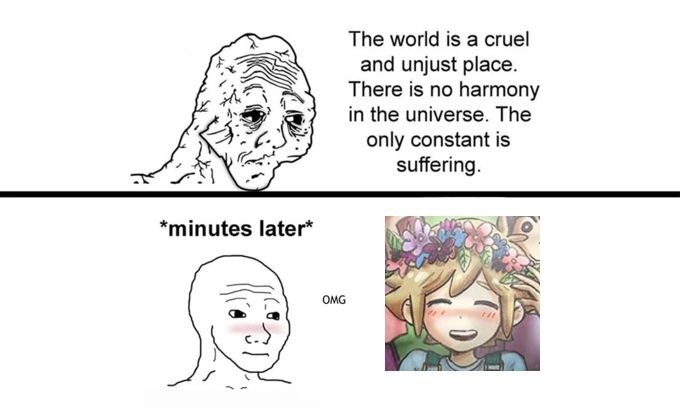 The world is a cruel
and unjust place.
There is no harmony
in the universe. The
only constant is
suffering.
*minutes later*
OMG